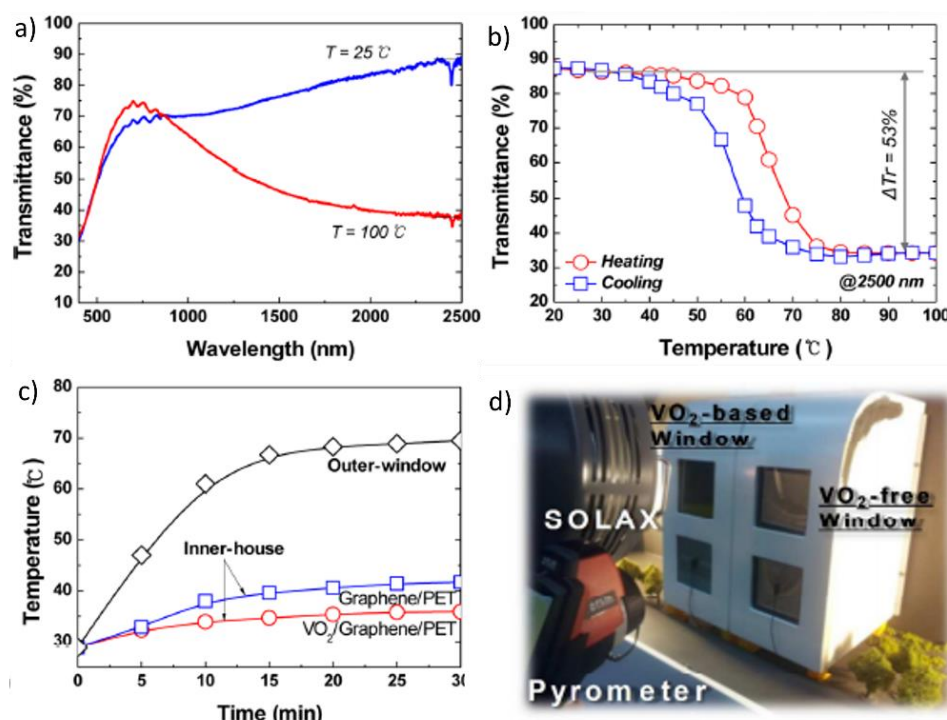 a)
100
90
80
70
60
50
40
30
20
10
500
1000
1500
2000
2500
Transmittance (%)
Wavelength (nm)
T = 25 ℃
T = 100 ℃
b)
100
90
80
70
60
50
40
30
20
20
30
40
50
60
70
80
90
100
Transmittance (%)
Temperature (℃)
ΔTr = 53%
Heating
Cooling
@2500 nm
c)
80
70
60
50
40
30
0
5
10
15
20
25
30
Temperature (℃)
Time (min)
Outer-window
Inner-house
Graphene/PET
VO2/Graphene/PET
d)
VO2-based
Window
VO2-free
Window
SOLAX
Pyrometer